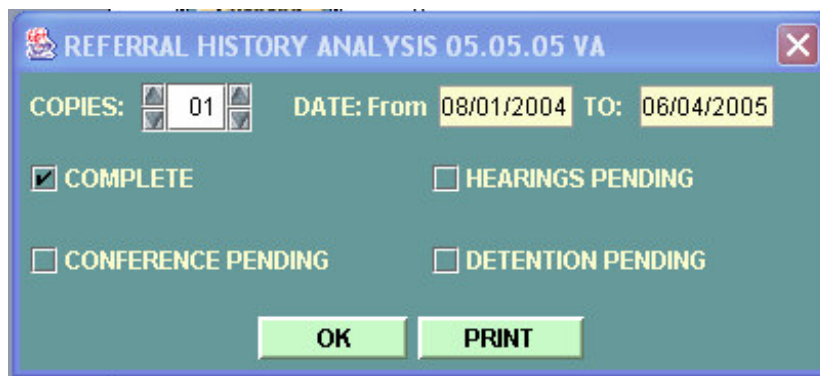 REFERRAL HISTORY ANALYSIS 05.05.05 VA
COPIES: 01 DATE: From 08/01/2004 TO: 06/04/2005
COMPLETE HEARINGS PENDING
CONFERENCE PENDING DETENTION PENDING
OK PRINT